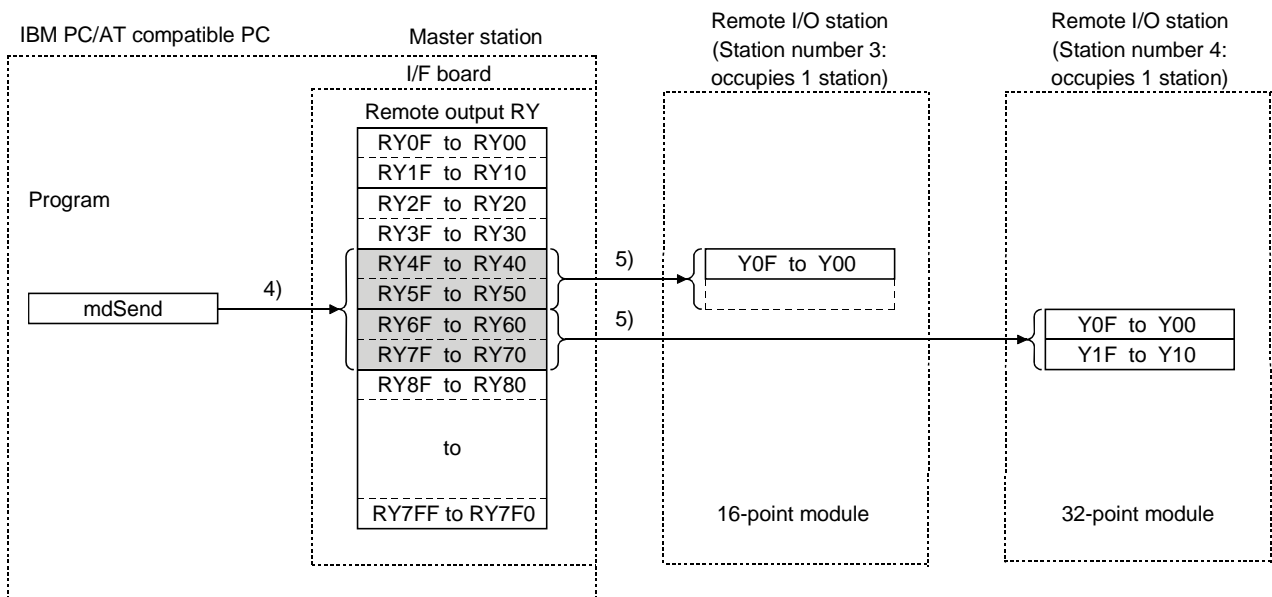 IBM PC/AT compatible PC
Master station
I/F board
Remote output RY
RY0F to RY00
RY1F to RY10
RY2F to RY20
RY3F to RY30
RY4F to RY40
RY5F to RY50
RY6F to RY60
RY7F to RY70
RY8F to RY80
to
RY7FF to RY7F0
Program
mdSend
4)
5)
5)
Remote I/O station
(Station number 3:
occupies 1 station)
Y0F to Y00
16-point module
Remote I/O station
(Station number 4:
occupies 1 station)
Y0F to Y00
Y1F to Y10
32-point module